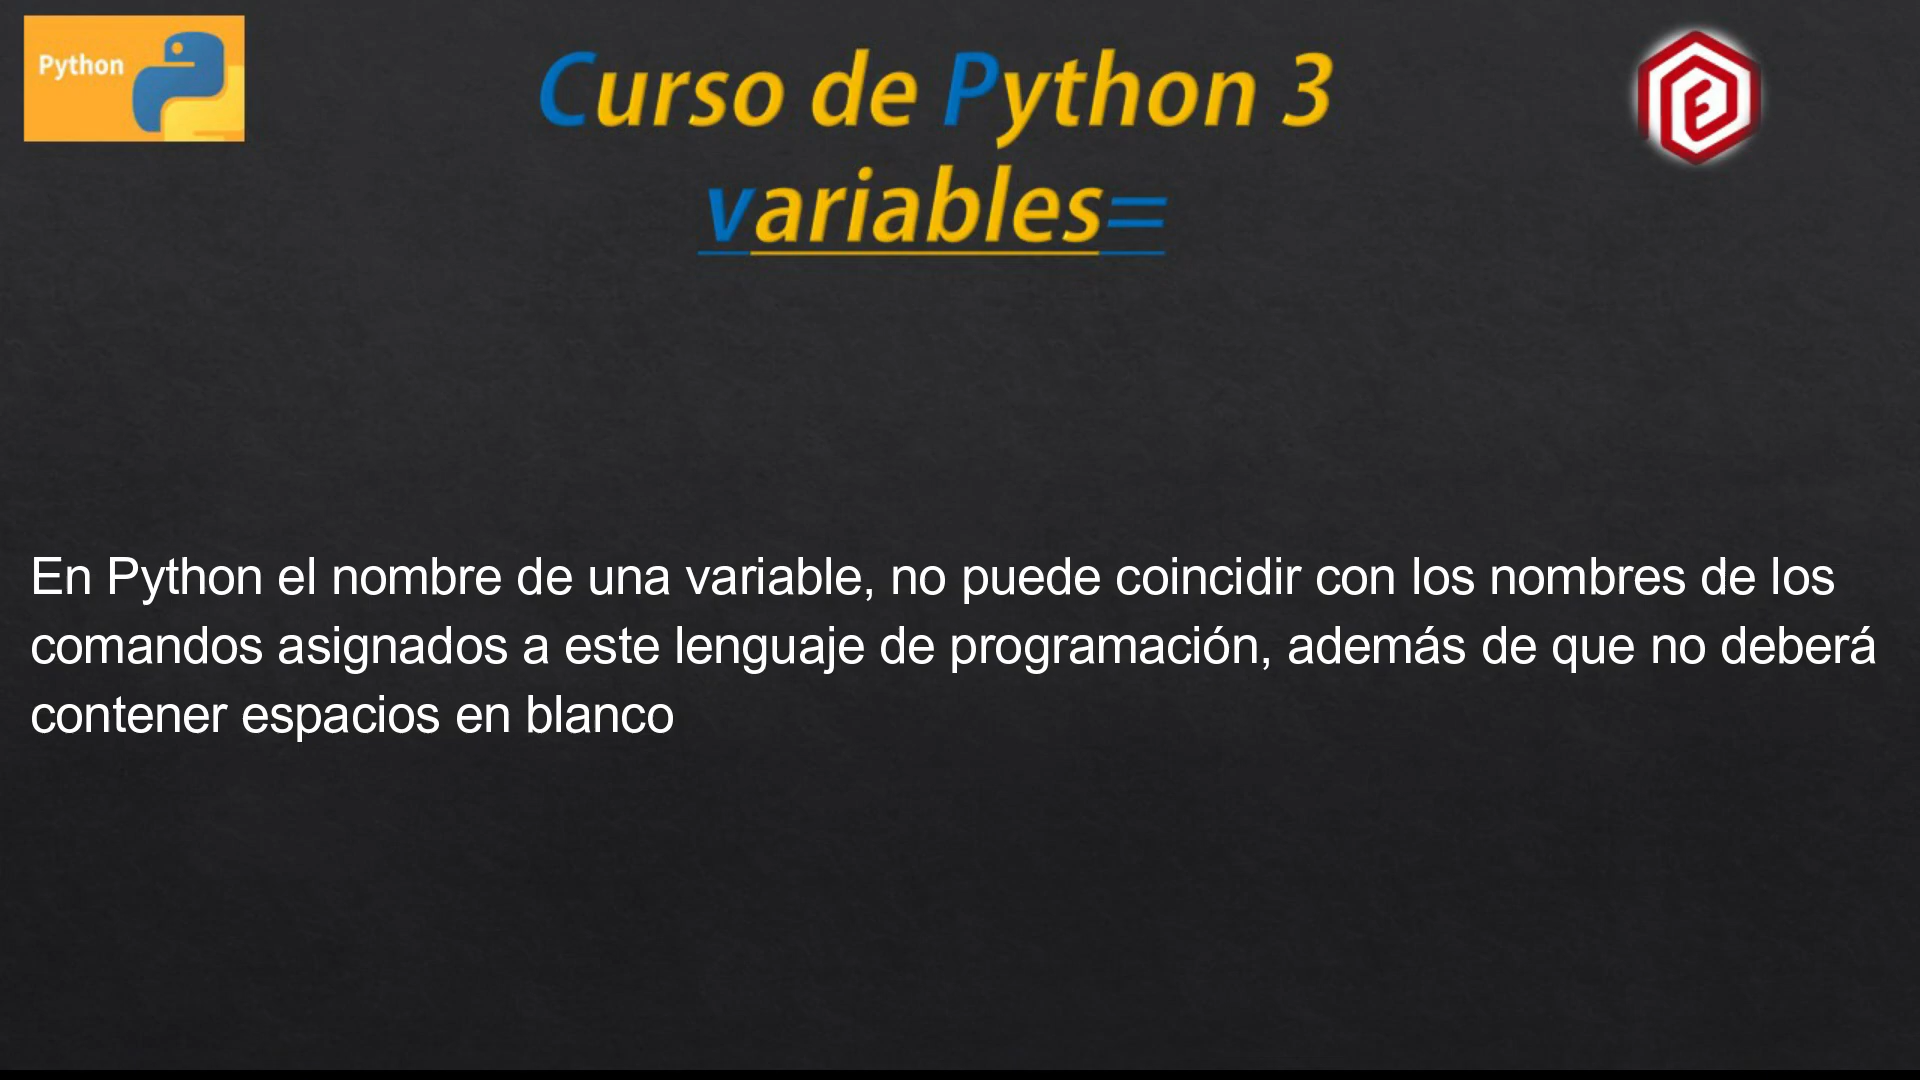 Python
Curso de Python 3
variables=
E
En Python el nombre de una variable, no puede coincidir con los nombres de los
comandos asignados a este lenguaje de programación, además de que no deberá
contener espacios en blanco